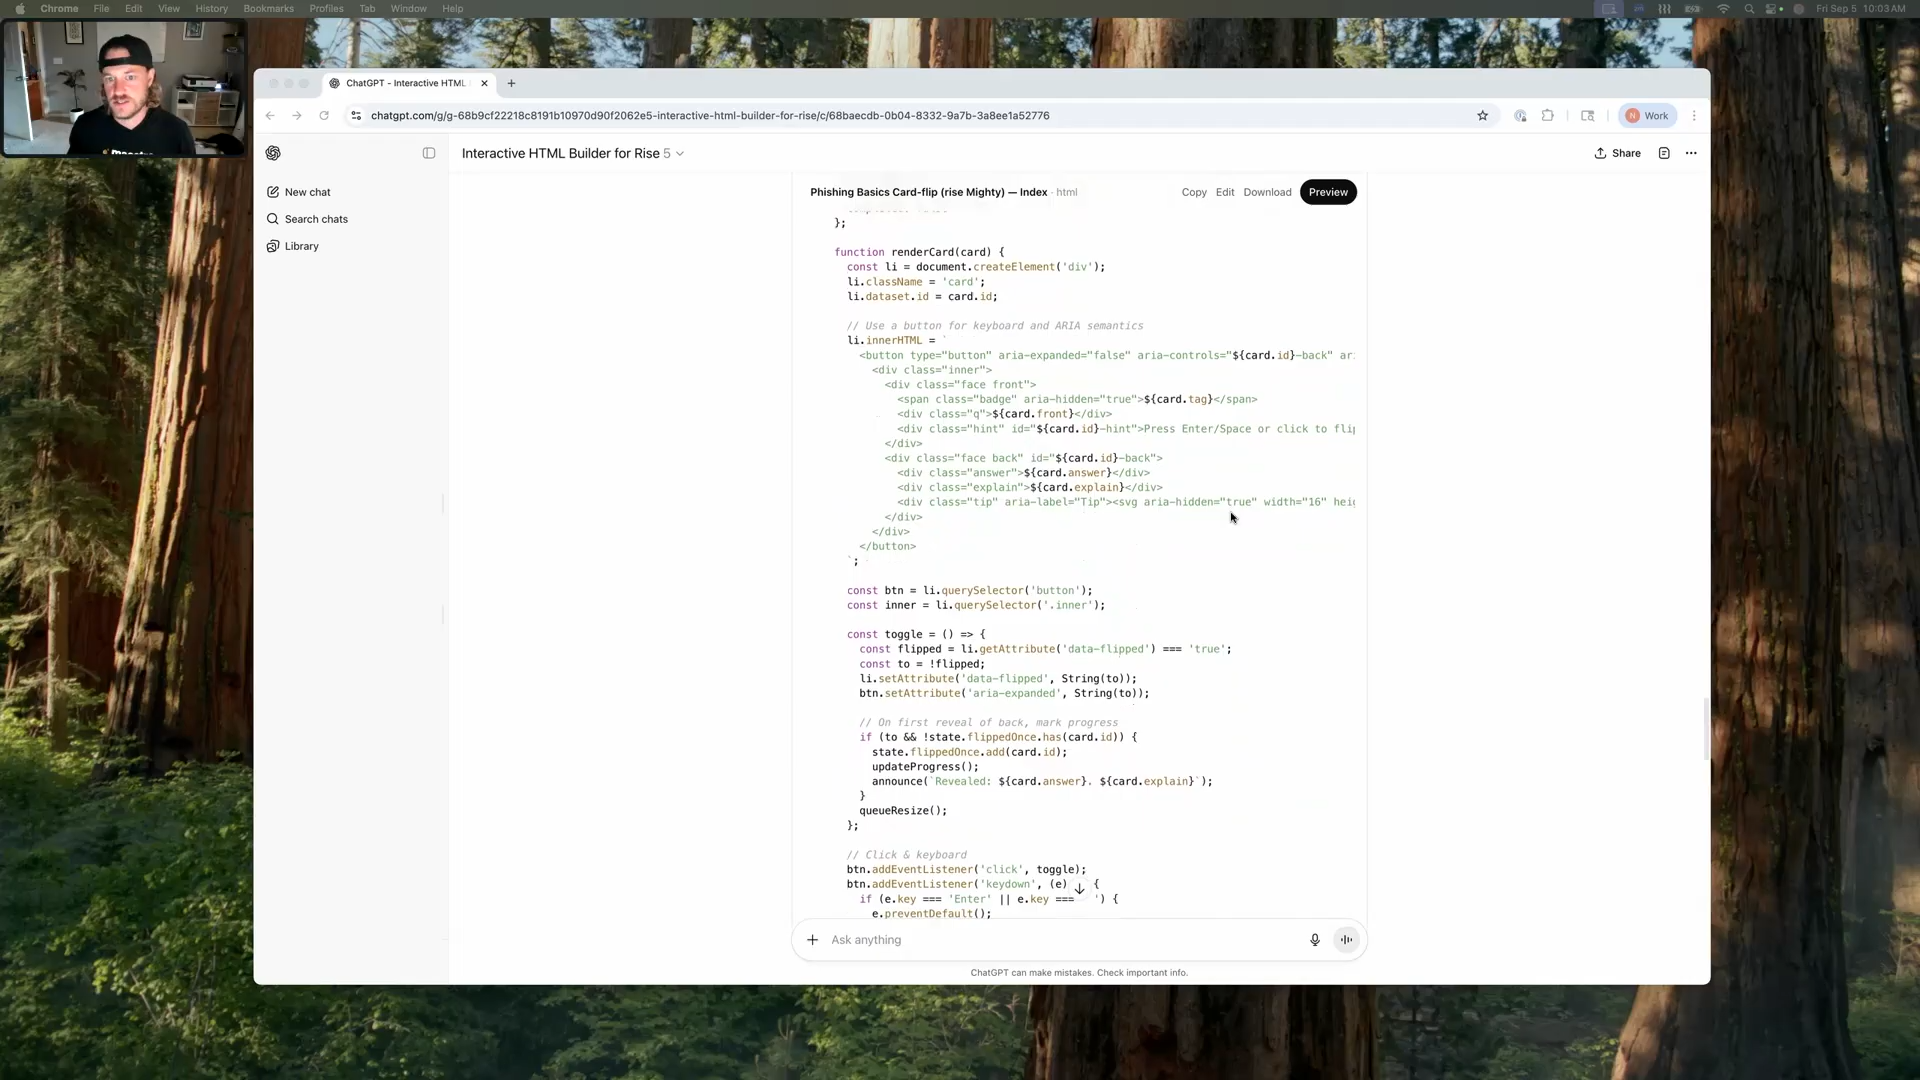 Chrome File Edit View History Bookmarks Profiles Tab Window Help
Fri Sep 5 10:03 AM
ChatGPT - Interactive HTML
chatgpt.com/g/g-68b9cf22218c8191b10970d90f2062e5-interactive-html-builder-for-rise/c/68baecdb-0b04-8332-9a7b-3a8ee1a52776
N Work
Interactive HTML Builder for Rise 5
Share
New chat
Search chats
Library
Phishing Basics Card-flip (rise Mighty) — Index · html
Copy Edit Download Preview
};
function renderCard(card) {
const li = document.createElement('div');
li.className = 'card';
li.dataset.id = card.id;
// Use a button for keyboard and ARIA semantics
li.innerHTML = `
<button type="button" aria-expanded="false" aria-controls="${card.id}-back" ar
<div class="inner">
<div class="face front">
<span class="badge" aria-hidden="true">${card.tag}</span>
<div class="q">${card.front}</div>
<div class="hint" id="${card.id}-hint">Press Enter/Space or click to flip
</div>
<div class="face back" id="${card.id}-back">
<div class="answer">${card.answer}</div>
<div class="explain">${card.explain}</div>
<div class="tip" aria-label="Tip"><svg aria-hidden="true" width="16" heig
</div>
</div>
</button>
`;
const btn = li.querySelector('button');
const inner = li.querySelector('.inner');
const toggle = () => {
const flipped = li.getAttribute('data-flipped') === 'true';
const to = !flipped;
li.setAttribute('data-flipped', String(to));
btn.setAttribute('aria-expanded', String(to));
// On first reveal of back, mark progress
if (to && !state.flippedOnce.has(card.id)) {
state.flippedOnce.add(card.id);
updateProgress();
announce(`Revealed: ${card.answer}. ${card.explain}`);
}
queueResize();
};
// Click & keyboard
btn.addEventListener('click', toggle);
btn.addEventListener('keydown', (e) {
if (e.key === 'Enter' || e.key === ') {
e.preventDefault();
Ask anything
ChatGPT can make mistakes. Check important info.